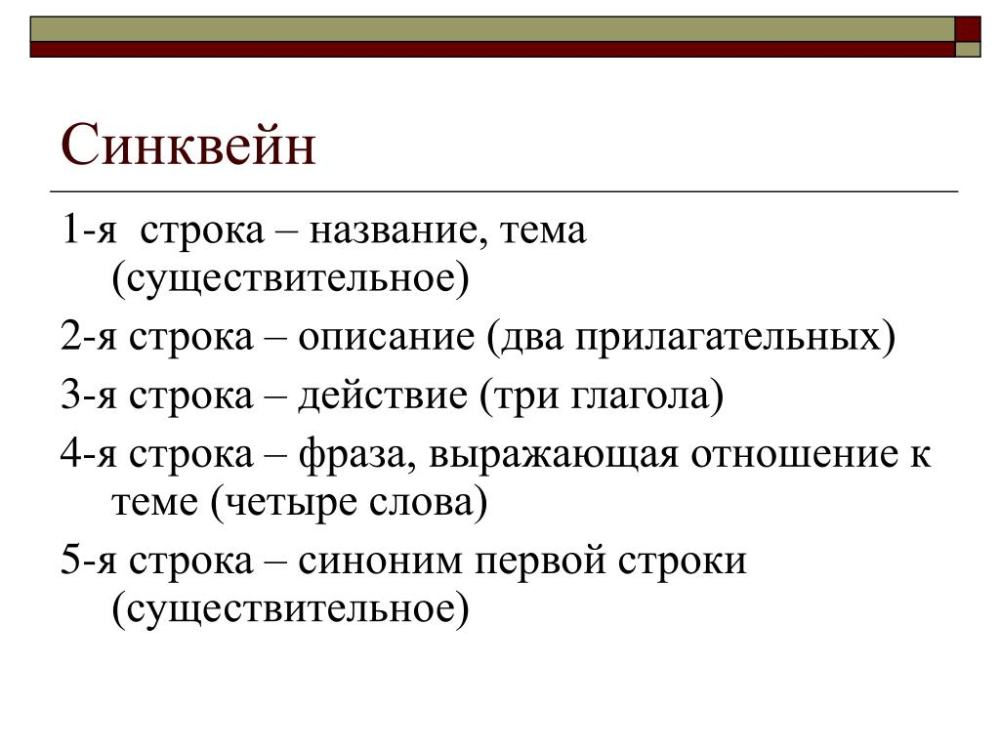 Синквейн
1-я строка – название, тема
(существительное)
2-я строка – описание (два прилагательных)
3-я строка – действие (три глагола)
4-я строка – фраза, выражающая отношение к
теме (четыре слова)
5-я строка – синоним первой строки
(существительное)